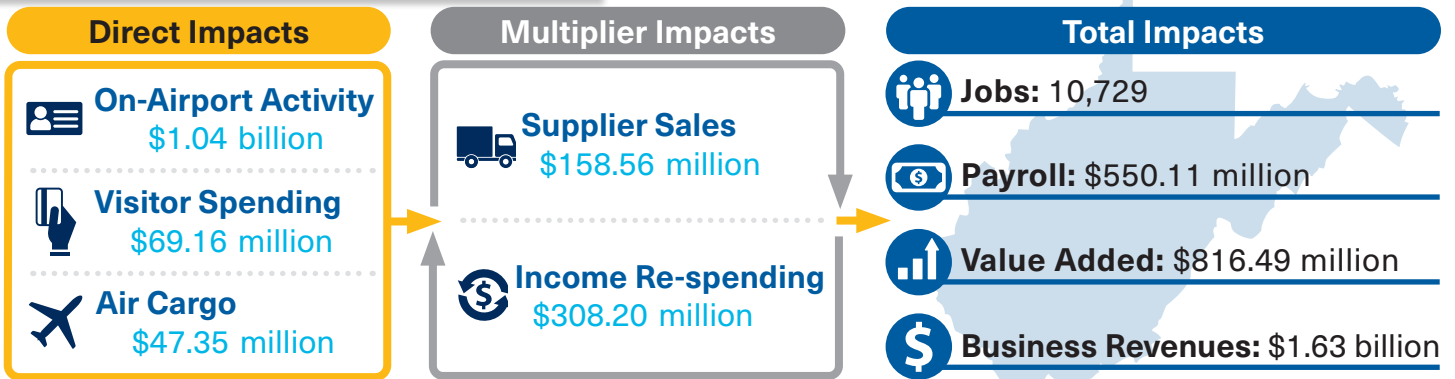 Direct Impacts
On-Airport Activity
$1.04 billion
Visitor Spending
$69.16 million
Air Cargo
$47.35 million
Multiplier Impacts
Supplier Sales
$158.56 million
Income Re-spending
$308.20 million
Total Impacts
Jobs: 10,729
Payroll: $550.11 million
Value Added: $816.49 million
Business Revenues: $1.63 billion